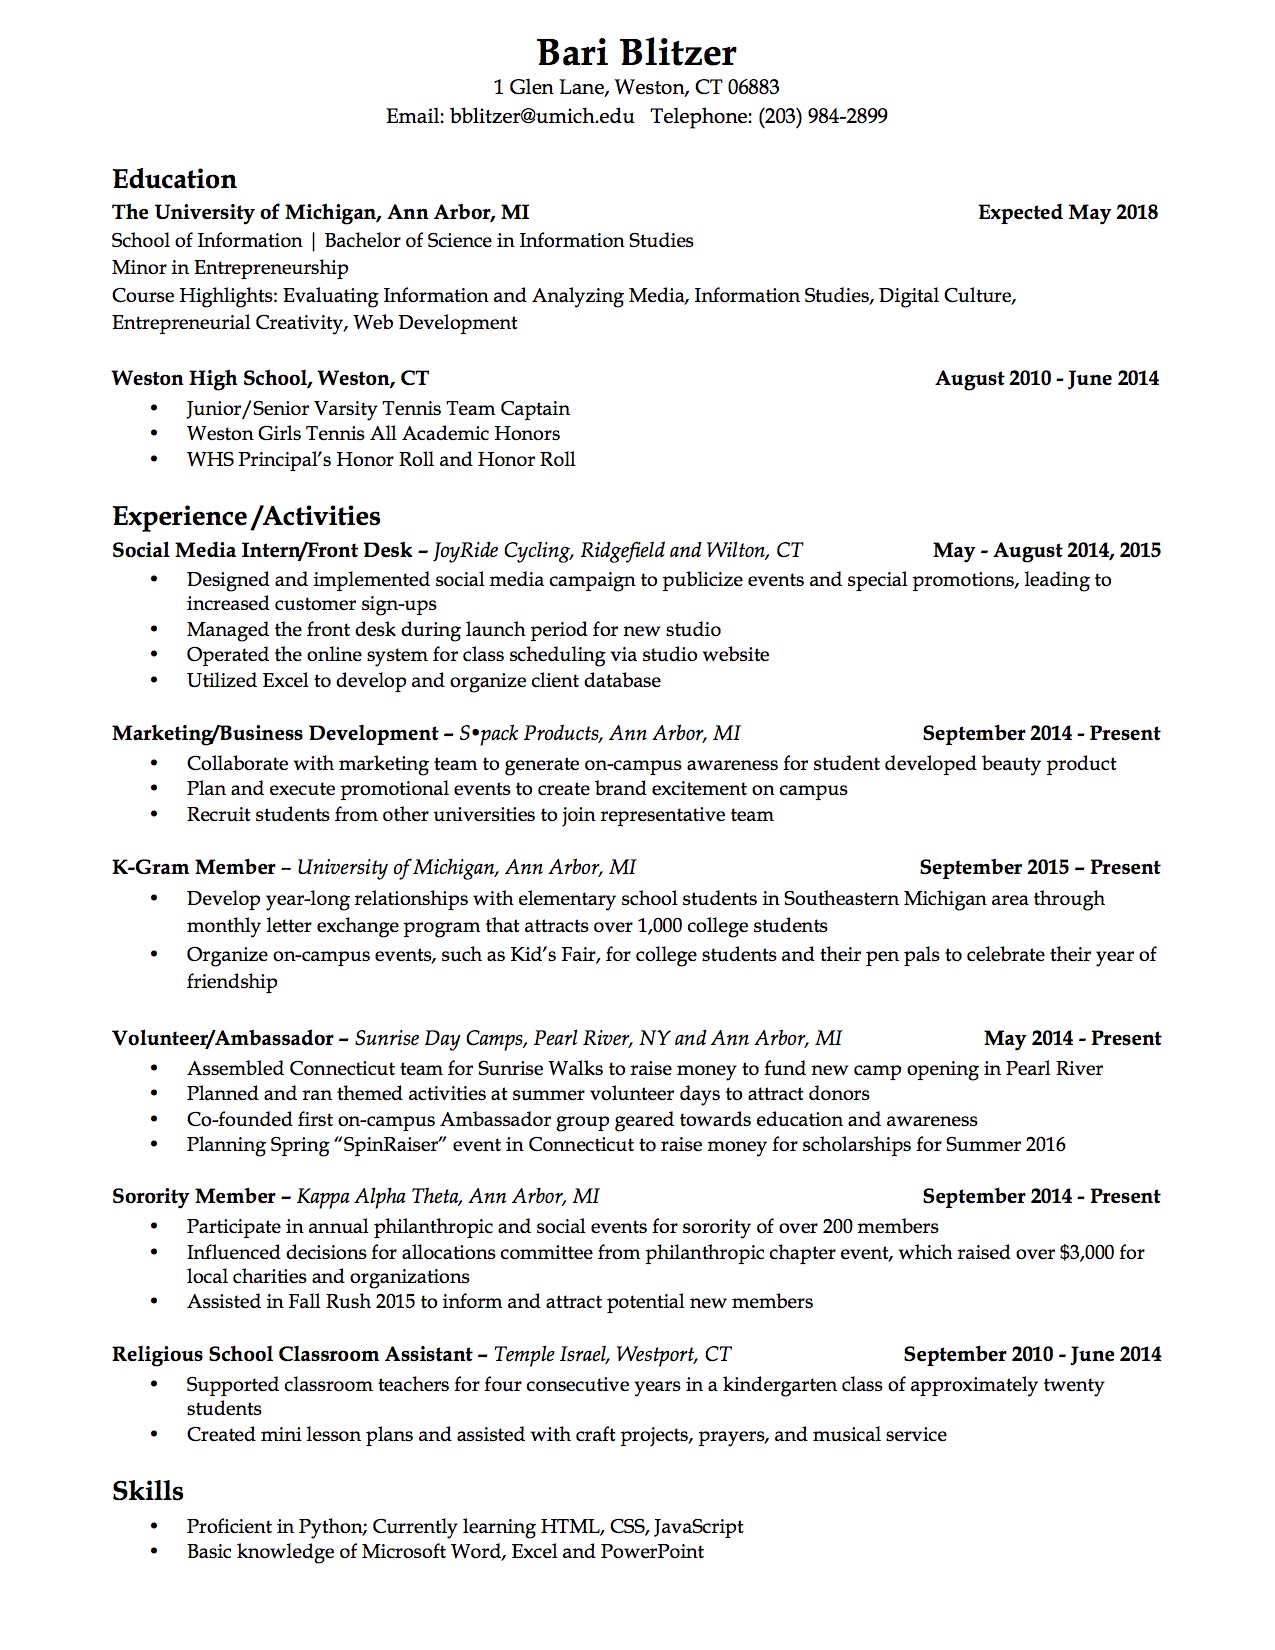 Bari Blitzer
1 Glen Lane, Weston, CT 06883
Email: bblitzer@umich.edu   Telephone: (203) 984-2899
Education
The University of Michigan, Ann Arbor, MI Expected May 2018
School of Information | Bachelor of Science in Information Studies
Minor in Entrepreneurship
Course Highlights: Evaluating Information and Analyzing Media, Information Studies, Digital Culture,
Entrepreneurial Creativity, Web Development
Weston High School, Weston, CT August 2010 - June 2014
• Junior/Senior Varsity Tennis Team Captain
• Weston Girls Tennis All Academic Honors
• WHS Principal's Honor Roll and Honor Roll
Experience/Activities
Social Media Intern/Front Desk – JoyRide Cycling, Ridgefield and Wilton, CT May - August 2014, 2015
• Designed and implemented social media campaign to publicize events and special promotions, leading to
increased customer sign-ups
• Managed the front desk during launch period for new studio
• Operated the online system for class scheduling via studio website
• Utilized Excel to develop and organize client database
Marketing/Business Development – S•pack Products, Ann Arbor, MI September 2014 - Present
• Collaborate with marketing team to generate on-campus awareness for student developed beauty product
• Plan and execute promotional events to create brand excitement on campus
• Recruit students from other universities to join representative team
K-Gram Member – University of Michigan, Ann Arbor, MI September 2015 – Present
• Develop year-long relationships with elementary school students in Southeastern Michigan area through
monthly letter exchange program that attracts over 1,000 college students
• Organize on-campus events, such as Kid's Fair, for college students and their pen pals to celebrate their year of
friendship
Volunteer/Ambassador – Sunrise Day Camps, Pearl River, NY and Ann Arbor, MI May 2014 - Present
• Assembled Connecticut team for Sunrise Walks to raise money to fund new camp opening in Pearl River
• Planned and ran themed activities at summer volunteer days to attract donors
• Co-founded first on-campus Ambassador group geared towards education and awareness
• Planning Spring “SpinRaiser” event in Connecticut to raise money for scholarships for Summer 2016
Sorority Member – Kappa Alpha Theta, Ann Arbor, MI September 2014 - Present
• Participate in annual philanthropic and social events for sorority of over 200 members
• Influenced decisions for allocations committee from philanthropic chapter event, which raised over $3,000 for
local charities and organizations
• Assisted in Fall Rush 2015 to inform and attract potential new members
Religious School Classroom Assistant – Temple Israel, Westport, CT September 2010 - June 2014
• Supported classroom teachers for four consecutive years in a kindergarten class of approximately twenty
students
• Created mini lesson plans and assisted with craft projects, prayers, and musical service
Skills
• Proficient in Python; Currently learning HTML, CSS, JavaScript
• Basic knowledge of Microsoft Word, Excel and PowerPoint